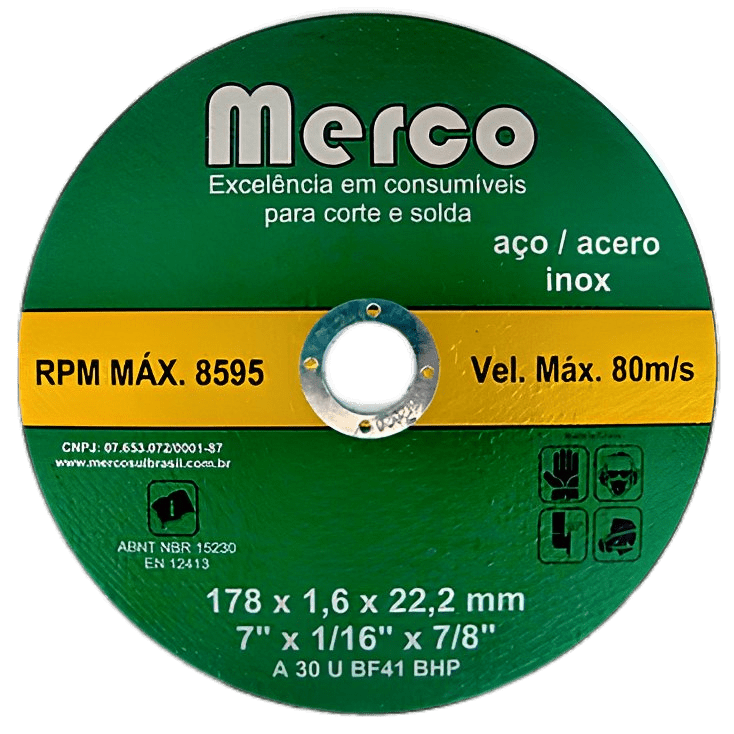 Merco
Excelência em consumíveis
para corte e solda
aço / acero
inox
RPM MÁX. 8595
Vel. Máx. 80m/s
CNPJ: 07.653.072/0001-87
www.mercosulbrasil.com.br
ABNT NBR 15230
EN 12413
178 x 1,6 x 22,2 mm
7" x 1/16" x 7/8"
A 30 U BF41 BHP